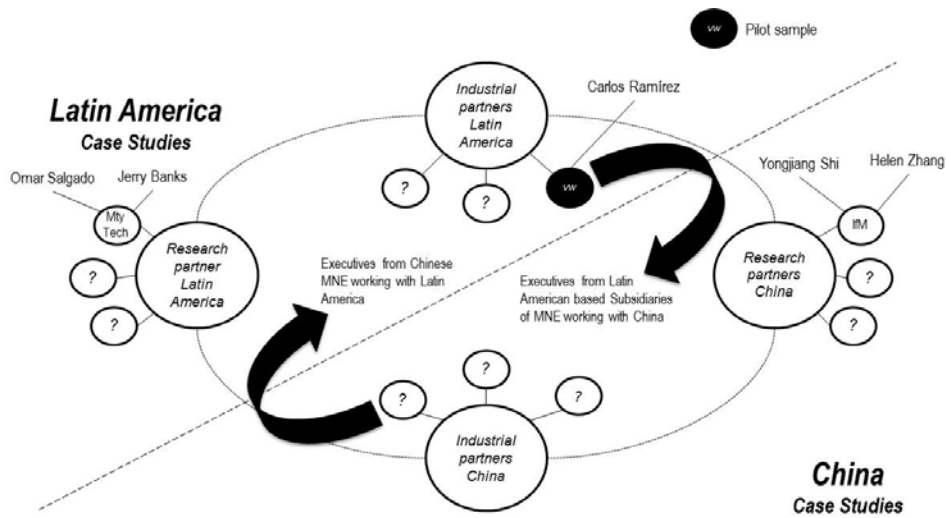 vw
Pilot sample
Latin America
Case Studies
Industrial
partners
Latin
America
Carlos Ramírez
Omar Salgado
Jerry Banks
Yongjiang Shi
Helen Zhang
?
?
vw
Mty
Tech
IfM
Research
partner
Latin
America
?
?
Executives from Chinese
MNE working with Latin
America
Executives from Latin
American based Subsidiaries
of MNE working with China
Research
partners
China
?
?
?
?
?
Industrial
partners
China
China
Case Studies